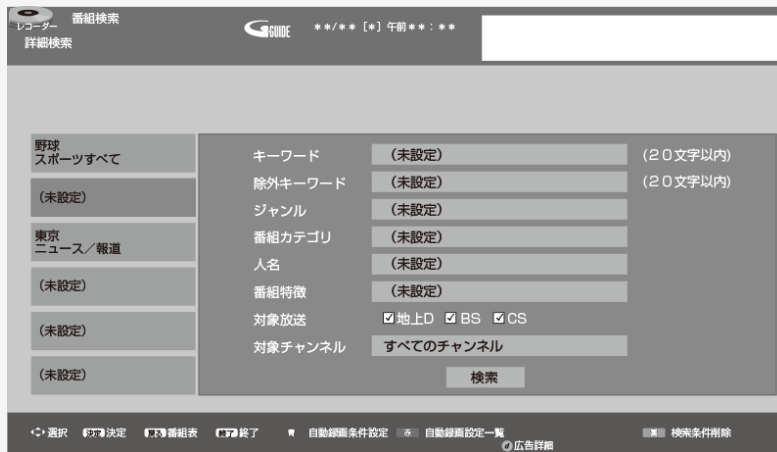 レコーダー
番組検索
詳細検索
GGUIDE
**/** [*] 午前**:**
野球
スポーツすべて
(未設定)
東京
ニュース/報道
(未設定)
(未設定)
(未設定)
キーワード (未設定) (20文字以内)
除外キーワード (未設定) (20文字以内)
ジャンル (未設定)
番組カテゴリ (未設定)
人名 (未設定)
番組特徴 (未設定)
対象放送 地上D BS CS
対象チャンネル すべてのチャンネル
検索
選択 決定 決定 戻る 番組表 終了 終了 自動録画条件設定 赤 自動録画設定一覧 検索条件削除
広告詳細